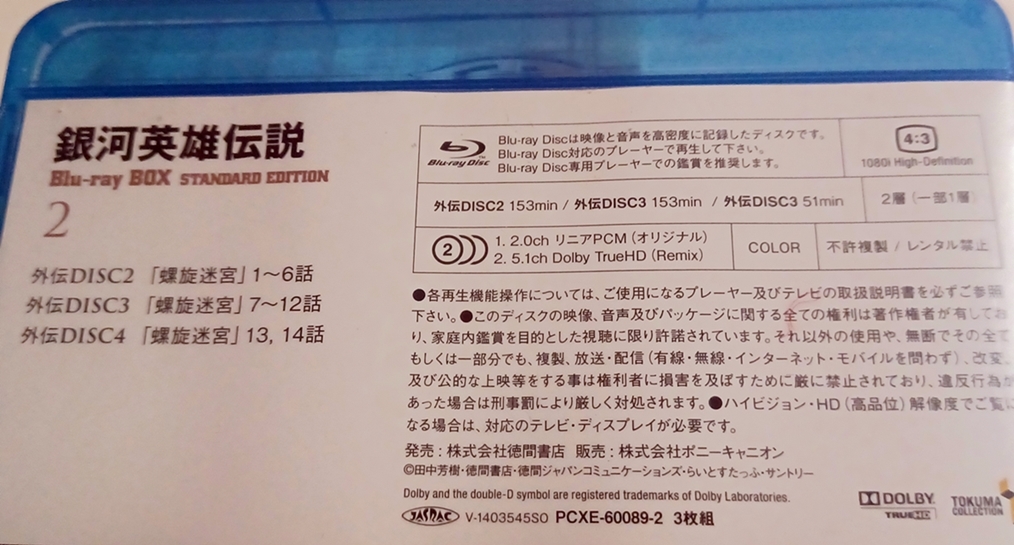 銀河英雄伝説
Blu-ray BOX STANDARD EDITION
2
外伝DISC2 「螺旋迷宮」1〜6話
外伝DISC3 「螺旋迷宮」7〜12話
外伝DISC4 「螺旋迷宮」13, 14話
Blu-ray Disc
Blu-ray Discは映像と音声を高密度に記録したディスクです。
Blu-ray Disc対応のプレーヤーで再生して下さい。
Blu-ray Disc専用プレーヤーでの鑑賞を推奨します。
4:3
1080i High-Definition
外伝DISC2 153min / 外伝DISC3 153min / 外伝DISC3 51min
2層 (一部1層)
2
1. 2.0ch リニアPCM (オリジナル)
2. 5.1ch Dolby TrueHD (Remix)
COLOR
不許複製 / レンタル禁止
●各再生機能操作については、ご使用になるプレーヤー及びテレビの取扱説明書を必ずご参照
下さい。●このディスクの映像、音声及びパッケージに関する全ての権利は著作権者が有してお
り、家庭内鑑賞を目的とした視聴に限り許諾されています。それ以外の使用や、無断でその全て
もしくは一部分でも、複製、放送・配信 (有線・無線・インターネット・モバイルを問わず)、改変、
及び公的な上映等をする事は権利者に損害を及ぼすために厳に禁止されており、違反行為が
あった場合は刑事罰により厳しく対処されます。●ハイビジョン・HD (高品位) 解像度でご覧に
なる場合は、対応のテレビ・ディスプレイが必要です。
発売 : 株式会社徳間書店 販売 : 株式会社ポニーキャニオン
©田中芳樹・徳間書店・徳間ジャパンコミュニケーションズ・らいとすたっふ・サントリー
Dolby and the double-D symbol are registered trademarks of Dolby Laboratories.
JASRAC V-1403545SO PCXE-60089-2 3枚組
DOLBY
TRUEHD
TOKUMA
COLLECTION